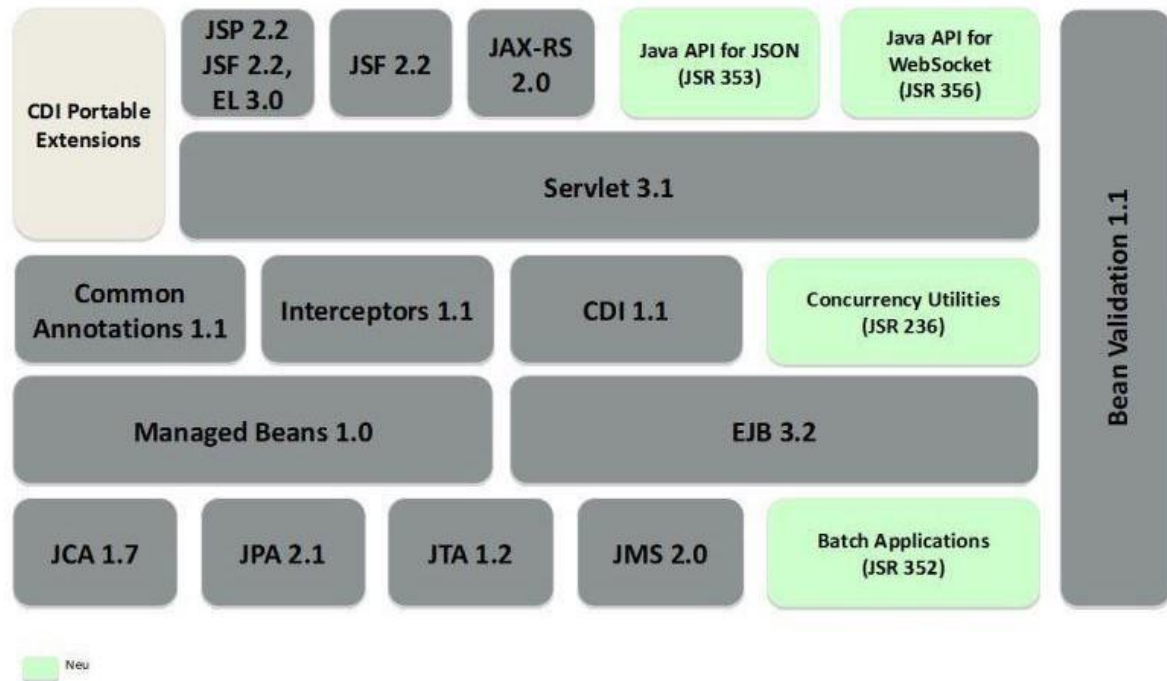 CDI Portable
Extensions
JSP 2.2
JSF 2.2,
EL 3.0
JSF 2.2
JAX-RS
2.0
Java API for JSON
(JSR 353)
Java API for
WebSocket
(JSR 356)
Servlet 3.1
Bean Validation 1.1
Common
Annotations 1.1
Interceptors 1.1
CDI 1.1
Concurrency Utilities
(JSR 236)
Managed Beans 1.0
EJB 3.2
JCA 1.7
JPA 2.1
JTA 1.2
JMS 2.0
Batch Applications
(JSR 352)
Neu